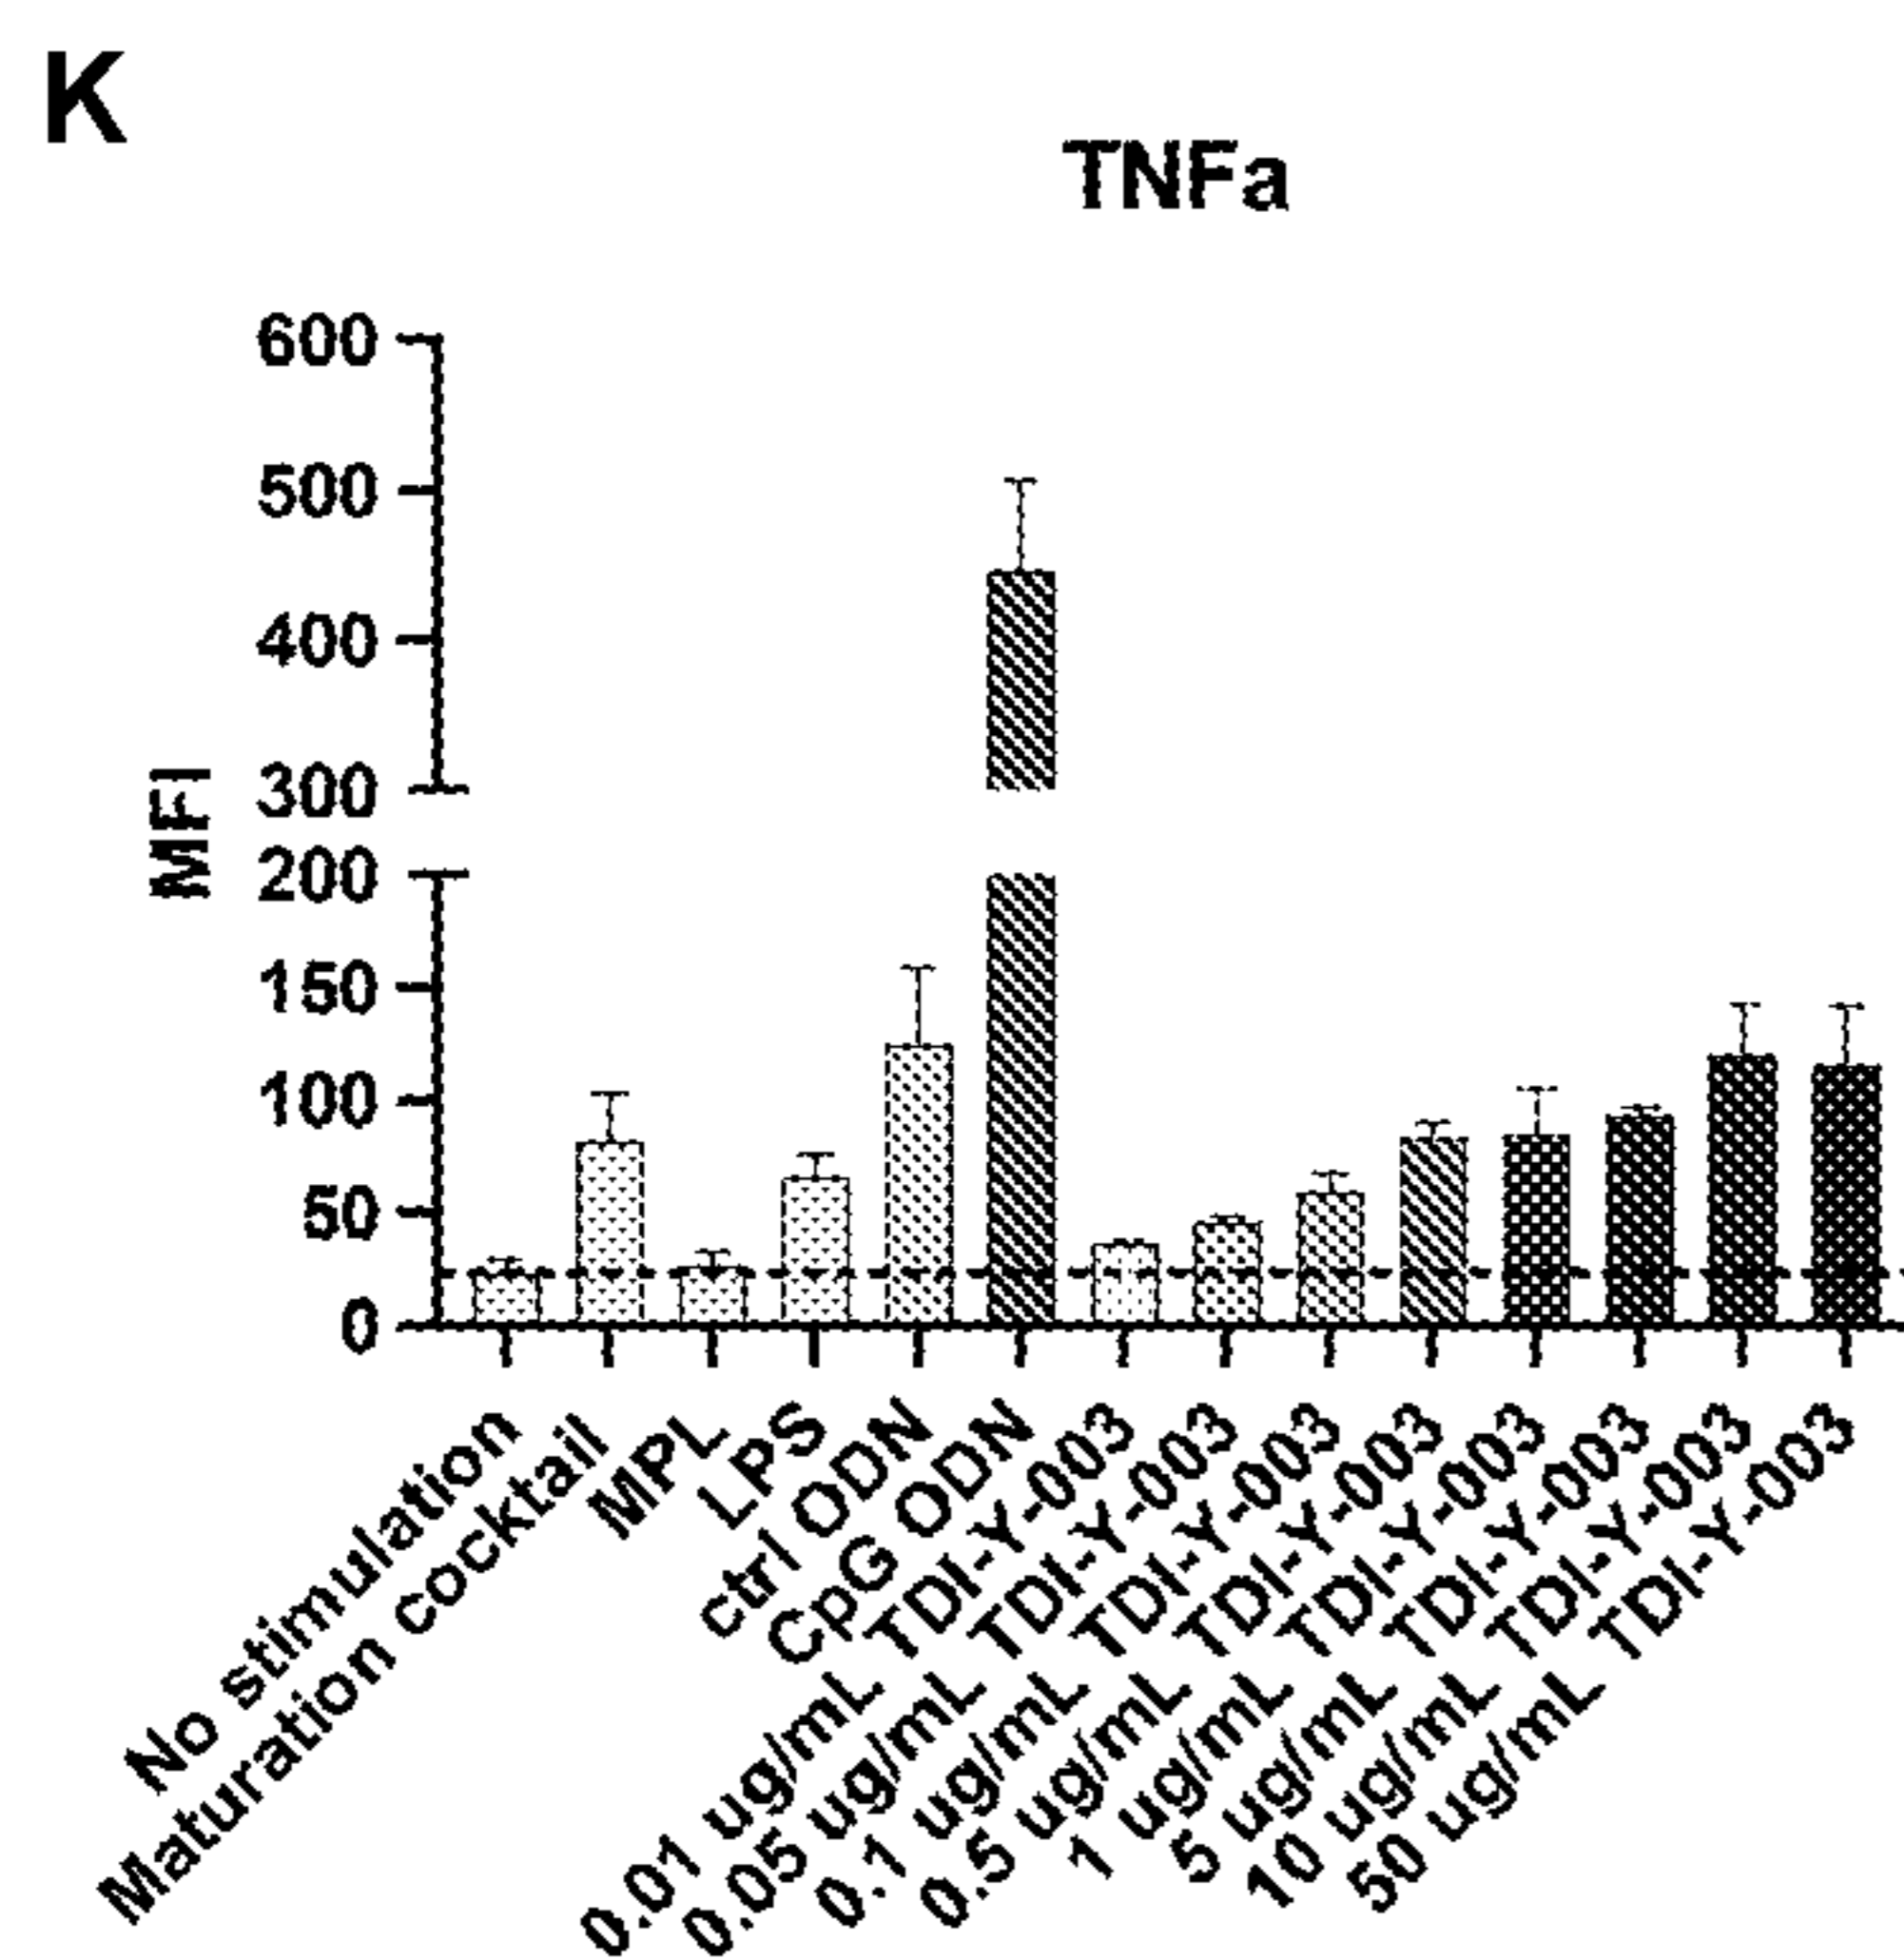 K
TNFa
600
500
400
300
200
150
100
50
0
MFI
No stimulation
Maturation cocktail
MPL
LPS
ctrl ODN
CpG ODN
0.01 ug/mL TDI-Y-003
0.05 ug/mL TDI-Y-003
0.1 ug/mL TDI-Y-003
0.5 ug/mL TDI-Y-003
1 ug/mL TDI-Y-003
5 ug/mL TDI-Y-003
10 ug/mL TDI-Y-003
50 ug/mL TDI-Y-003